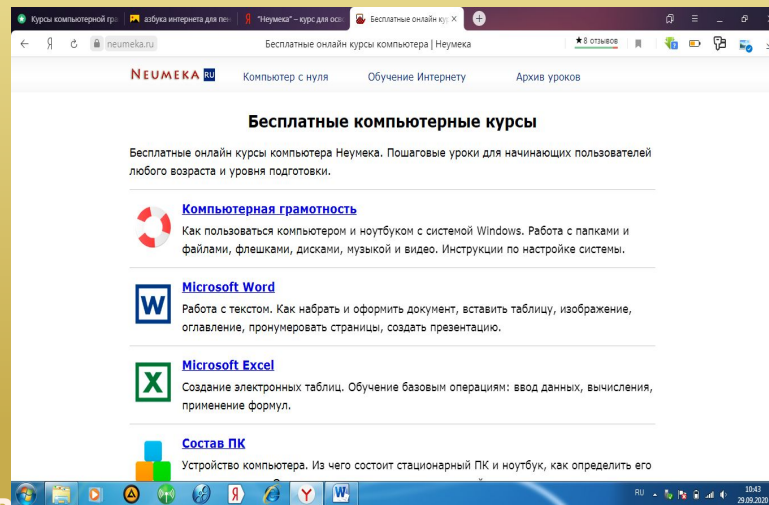 Курсы компьютерной гра
азбука интернета для пен
"Неумека" – курс для осв
Бесплатные онлайн ку
neumeka.ru
Бесплатные онлайн курсы компьютера | Неумека
★8 отзывов
NEUMEKA RU
Компьютер с нуля
Обучение Интернету
Архив уроков
Бесплатные компьютерные курсы
Бесплатные онлайн курсы компьютера Неумека. Пошаговые уроки для начинающих пользователей
любого возраста и уровня подготовки.
Компьютерная грамотность
Как пользоваться компьютером и ноутбуком с системой Windows. Работа с папками и
файлами, флешками, дисками, музыкой и видео. Инструкции по настройке системы.
Microsoft Word
Работа с текстом. Как набрать и оформить документ, вставить таблицу, изображение,
оглавление, пронумеровать страницы, создать презентацию.
Microsoft Excel
Создание электронных таблиц. Обучение базовым операциям: ввод данных, вычисления,
применение формул.
Состав ПК
Устройство компьютера. Из чего состоит стационарный ПК и ноутбук, как определить его
RU
10:43
29.09.2020